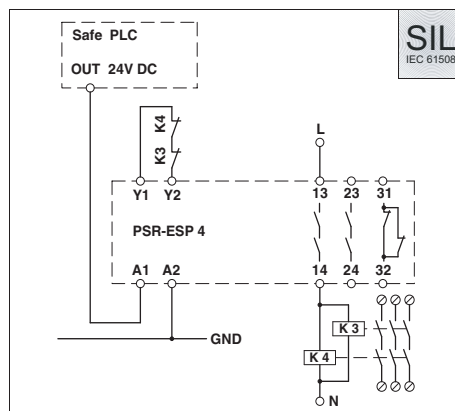 Safe PLC
OUT 24V DC
SIL
IEC 61508
K4
K3
L
Y1 Y2
13 23 31
PSR-ESP 4
A1 A2
14 24 32
GND
K 3
K 4
N